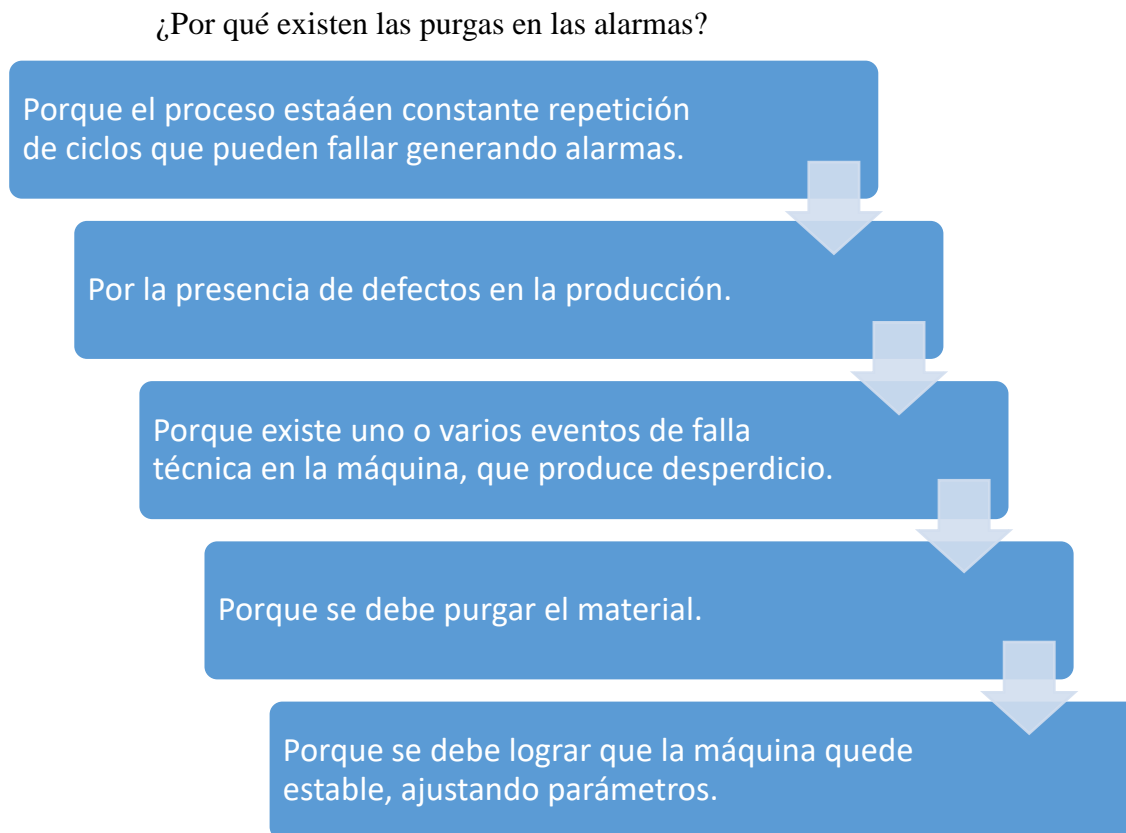 ¿Por qué existen las purgas en las alarmas?
Porque el proceso estaáen constante repetición
de ciclos que pueden fallar generando alarmas.
Por la presencia de defectos en la producción.
Porque existe uno o varios eventos de falla
técnica en la máquina, que produce desperdicio.
Porque se debe purgar el material.
Porque se debe lograr que la máquina quede
estable, ajustando parámetros.